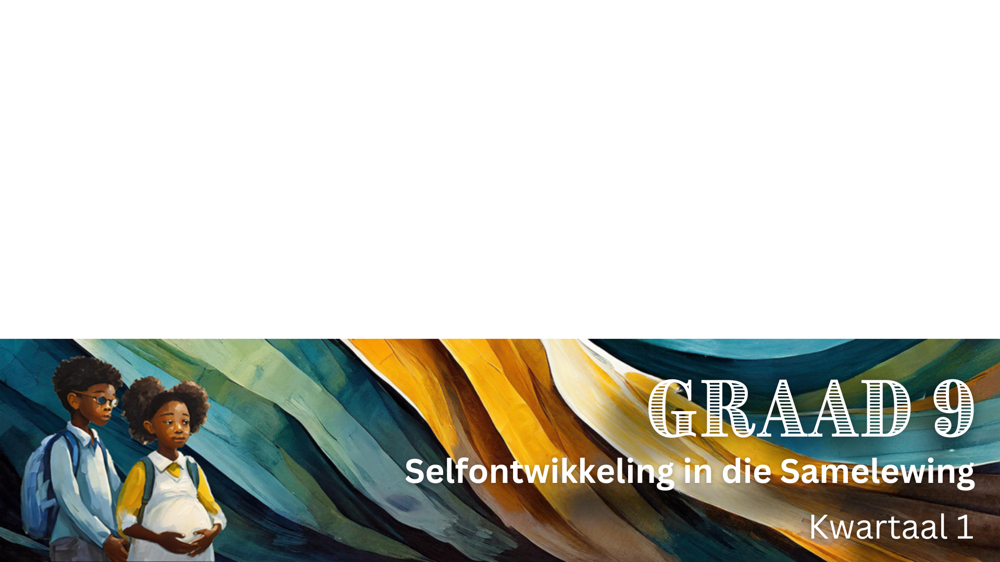 GRAAD 9
Selfontwikkeling in die Samelewing
Kwartaal 1